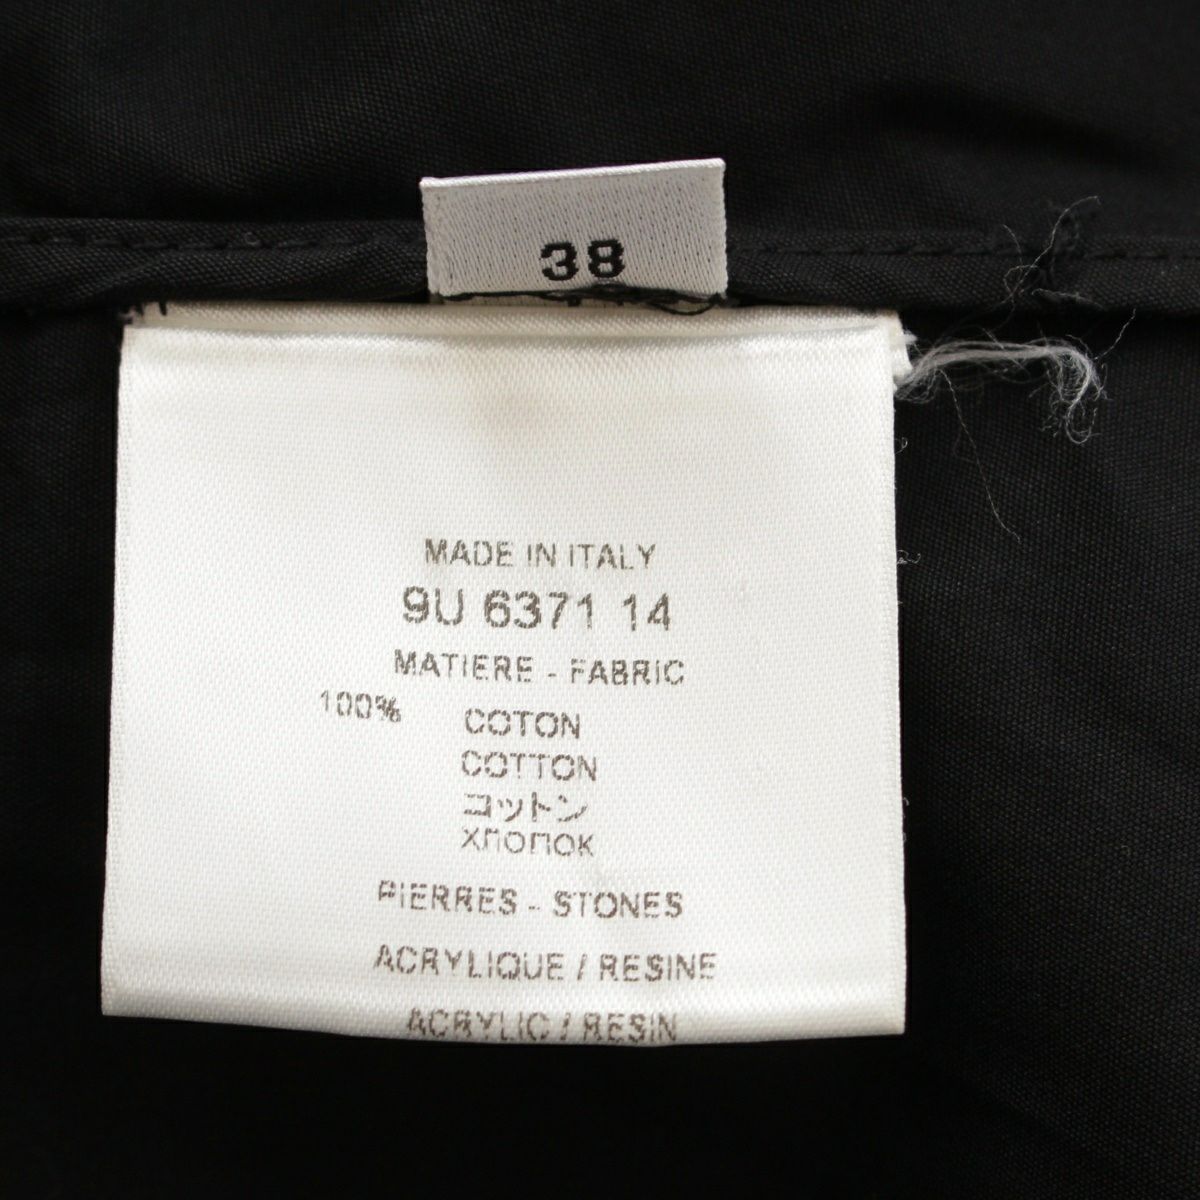 38
MADE IN ITALY
9U 6371 14
MATIERE - FABRIC
100% COTON
COTTON
コットン
ХЛОПОК
PIERRES - STONES
ACRYLIQUE / RESINE
ACRYLIC / RESIN